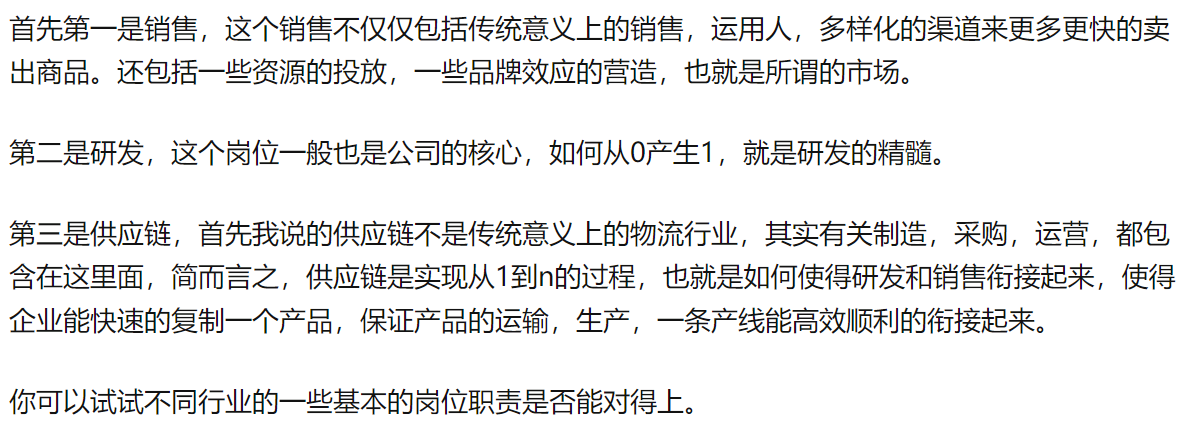 首先第一是销售，这个销售不仅仅包括传统意义上的销售，运用人，多样化的渠道来更多更快的卖
出商品。还包括一些资源的投放，一些品牌效应的营造，也就是所谓的市场。
第二是研发，这个岗位一般也是公司的核心，如何从0产生1，就是研发的精髓。
第三是供应链，首先我说的供应链不是传统意义上的物流行业，其实有关制造，采购，运营，都包
含在这里面，简而言之，供应链是实现从1到n的过程，也就是如何使得研发和销售衔接起来，使得
企业能快速的复制一个产品，保证产品的运输，生产，一条产线能高效顺利的衔接起来。
你可以试试不同行业的一些基本的岗位职责是否能对得上。